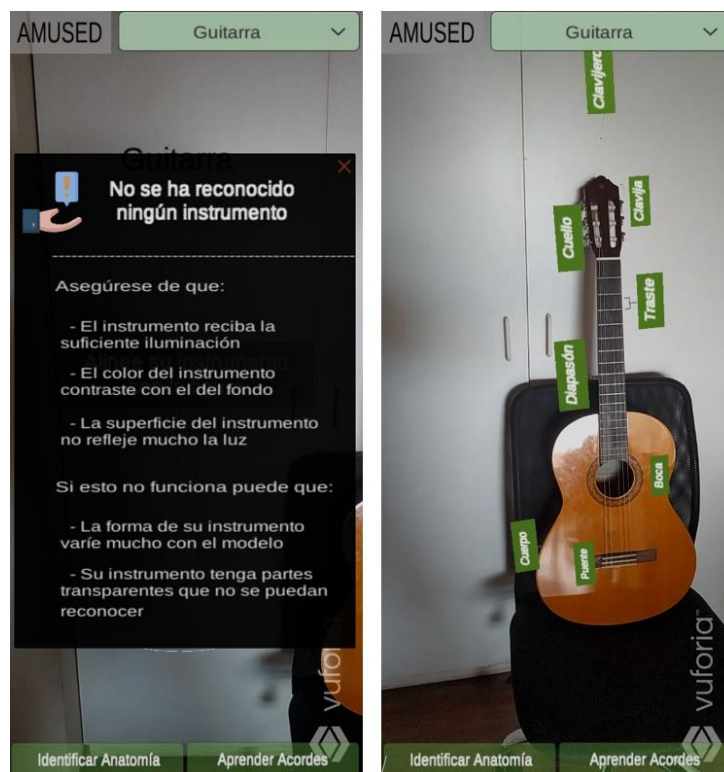 AMUSED
Guitarra
Guitarra
No se ha reconocido
ningún instrumento
Asegúrese de que:
- El instrumento reciba la
suficiente iluminación
- El color del instrumento
contraste con el del fondo
- La superficie del instrumento
no refleje mucho la luz
Si esto no funciona puede que:
- La forma de su instrumento
varíe mucho con el modelo
- Su instrumento tenga partes
transparentes que no se puedan
reconocer
vuforia
Identificar Anatomía
Aprender Acordes
AMUSED
Guitarra
Clavijero
Clavija
Cuello
Traste
Diapasón
Boca
Cuerpo
Puente
vuforia™
Identificar Anatomía
Aprender Acordes